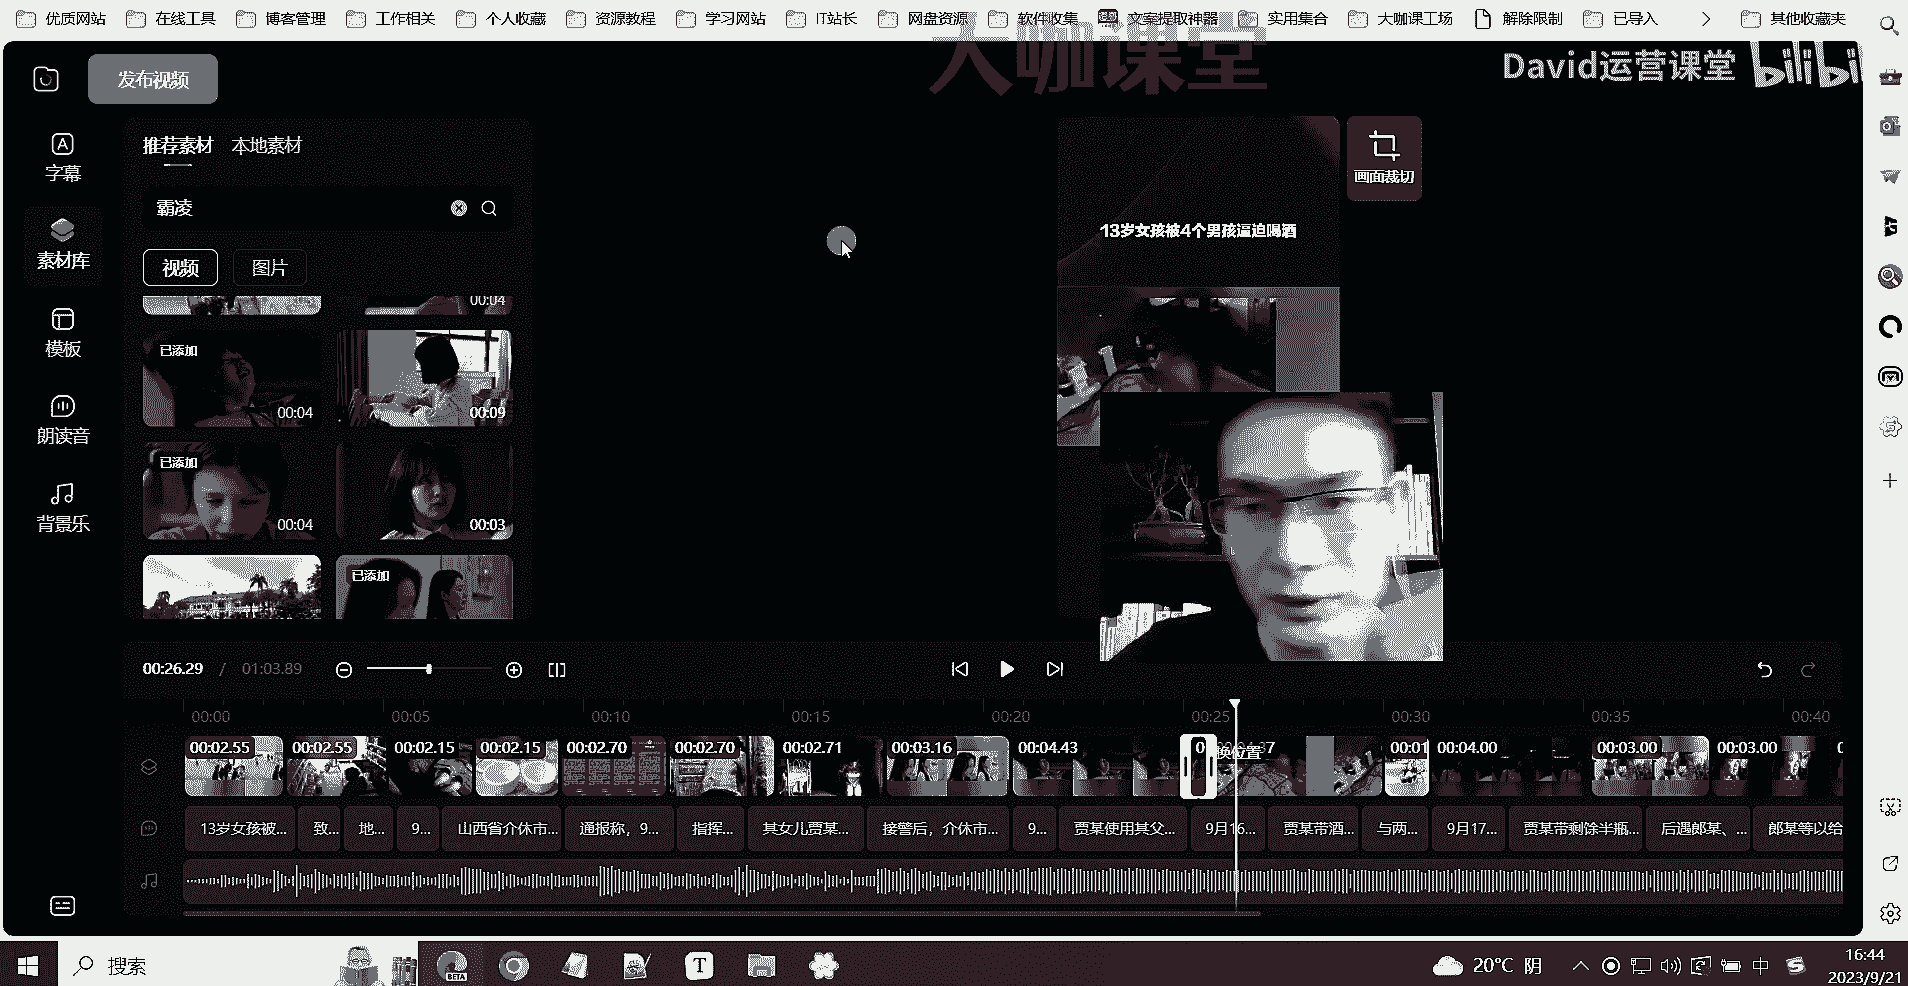 优质网站
在线工具
博客管理
工作相关
个人收藏
资源教程
学习网站
IT站长
网盘资源
软件收集
文案提取神器
实用集合
大咖课工场
解除限制
已导入
其他收藏夹
大咖课堂
David运营课堂
bilibi
发布视频
字幕
素材库
模板
朗读音
背景乐
推荐素材
本地素材
霸凌
视频
图片
00:04
已添加
00:04
00:09
已添加
00:04
00:03
已添加
画面裁切
13岁女孩被4个男孩逼迫喝酒
00:26.29 / 01:03.89
00:00
00:05
00:10
00:15
00:20
00:25
00:30
00:35
00:40
00:02.55
00:02.55
00:02.15
00:02.15
00:02.70
00:02.70
00:02.71
00:03.16
00:04.43
换位置
00:01
00:04.00
00:03.00
00:03.00
13岁女孩被...
致...
地...
9...
山西省介休市...
通报称，9...
指挥...
其女儿贾某...
接警后，介休市...
9...
贾某使用其父...
9月16...
贾某带酒...
与两...
9月17...
贾某带剩馀半瓶...
后遇郎某、...
郎某等以给
搜索
BETA
T
20°C 阴
中
16:44
2023/9/21